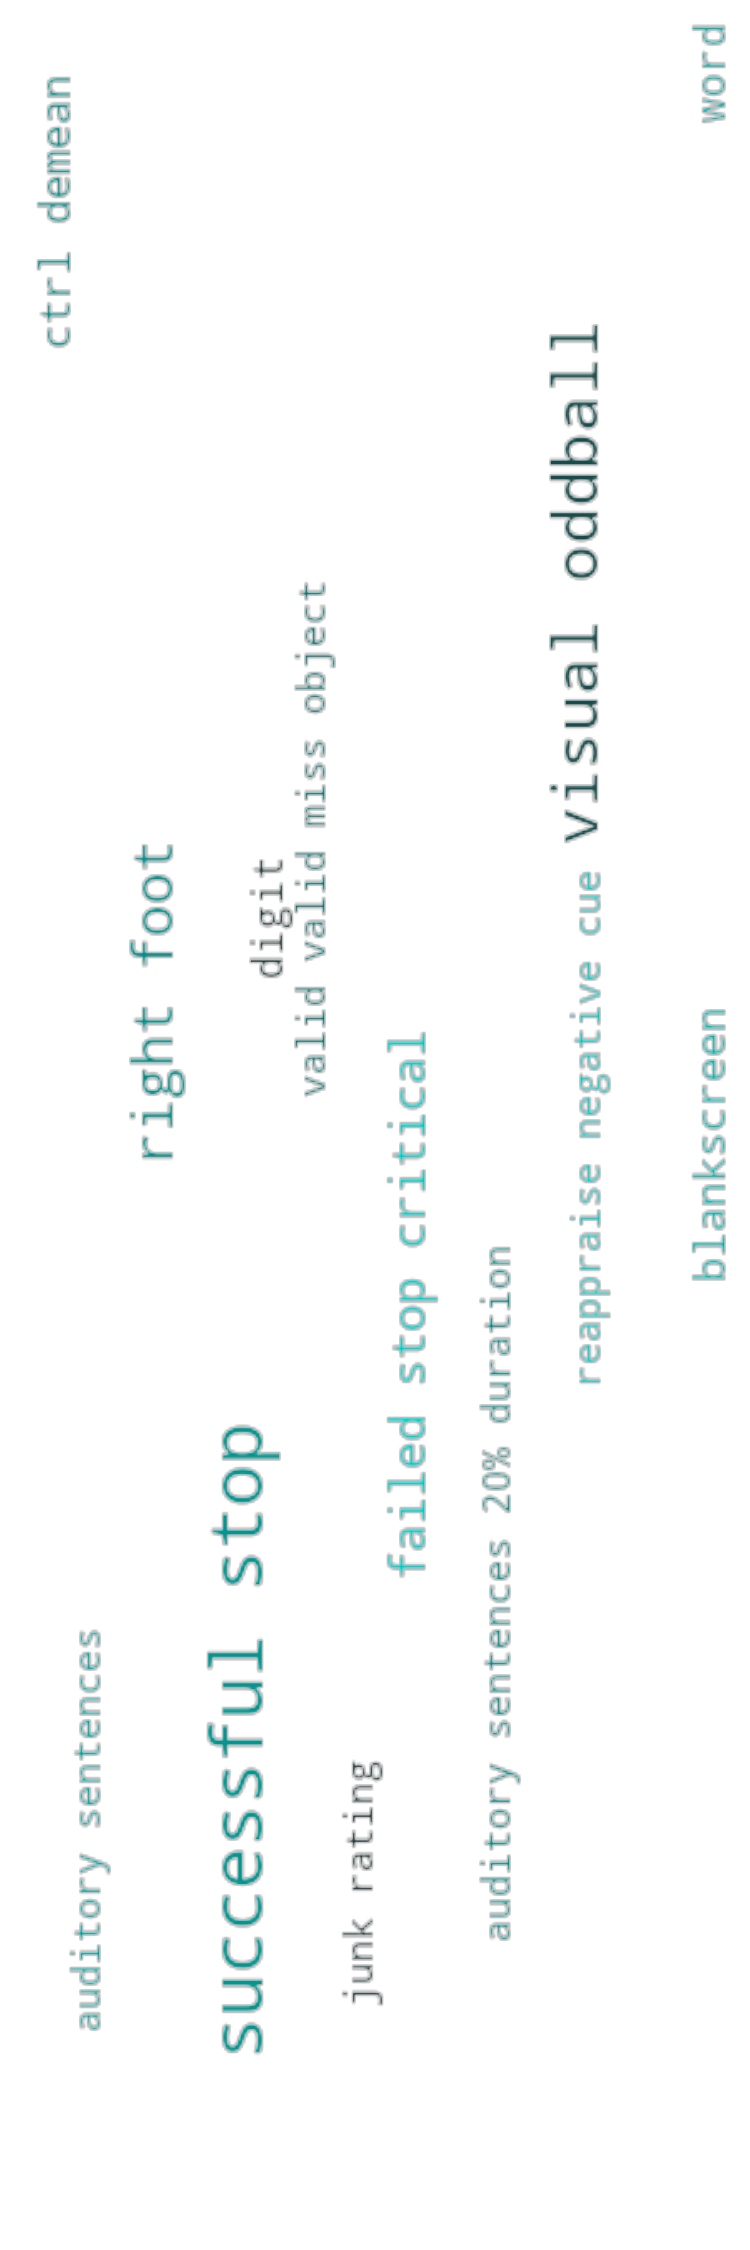 ctrl demean
auditory sentences
right foot
successful stop
digit
valid valid miss object
junk rating
failed stop critical
auditory sentences 20% duration
visual oddball
reappraise negative cue
word
blankscreen